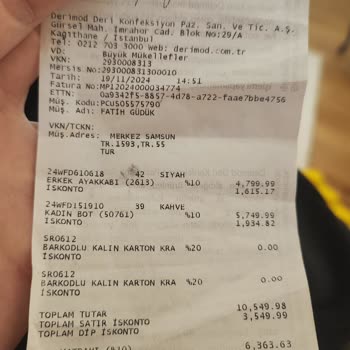 Derimod Deri Konfeksiyon Paz. San. Ve Tic. A.Ş.
Gürsel Mah. İmrahor Cad. Blok No:29/A
Kağıthane / İstanbul
Tel: 0212 703 3000 web: derimod.com.tr
VD: Büyük Mükellefler
VKN: 2930008313
Mersis No:293000831300010
Tarih: 19/11/2024 14:51
Fatura No:MP12024000034774
ETTN: 0a9342f5-8857-4d78-a722-faae7bbe4756
Müş. Kodu:PCUS05575790
Müş. Adı: FATİH GÜDÜK
VKN/TCKN:
Müş.Adres: MERKEZ SAMSUN
TR.1593,TR.55
TUR
24WFD610618 42 SİYAH
ERKEK AYAKKABI (2613) %10 4,799.99
İSKONTO 1,615.17
24WFD151910 39 KAHVE
KADIN BOT (50761) %10 5,749.99
İSKONTO 1,934.82
SR0612
BARKODLU KALIN KARTON KRA %20 0.00
İSKONTO
SR0612
BARKODLU KALIN KARTON KRA %20 0.00
İSKONTO
TOPLAM TUTAR 10,549.98
TOPLAM SATIR İSKONTO 3,549.99
TOPLAM DİP İSKONTO
6,363.63